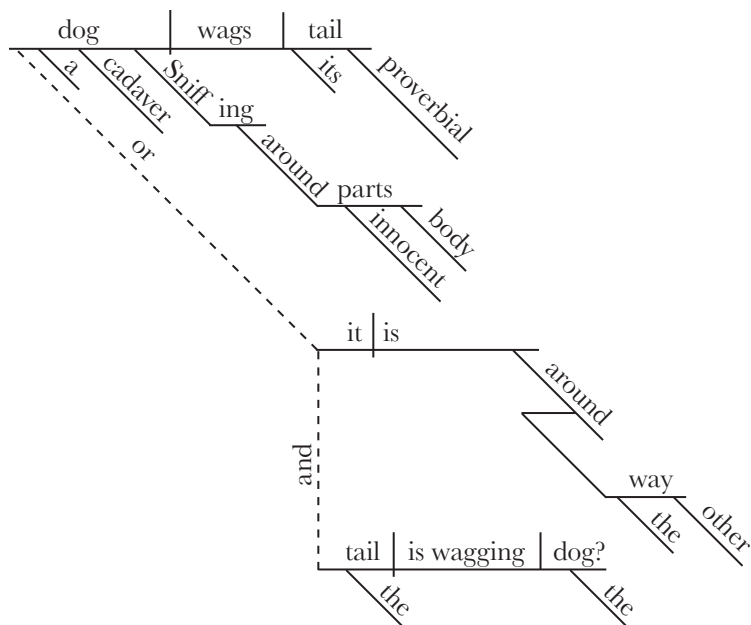 dog wags tail
a cadaver Sniff ing its proverbial
or
around parts
innocent body
it is
around
and
way
the other
tail is wagging dog?
the the